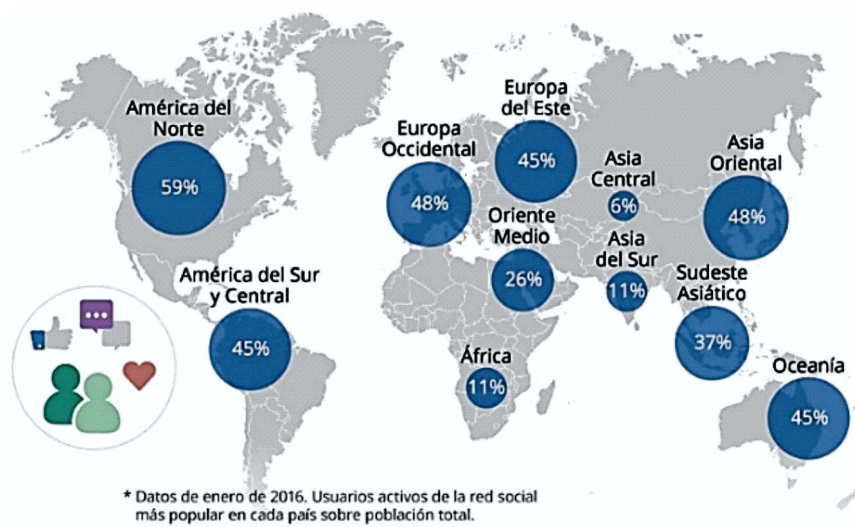 América del
Norte
59%
Europa
Occidental
48%
Europa
del Este
45%
Asia
Central
6%
Asia
Oriental
48%
Oriente
Medio
26%
Asia
del Sur
11%
Sudeste
Asiático
37%
América del Sur
y Central
45%
África
11%
Oceanía
45%
* Datos de enero de 2016. Usuarios activos de la red social
más popular en cada país sobre población total.